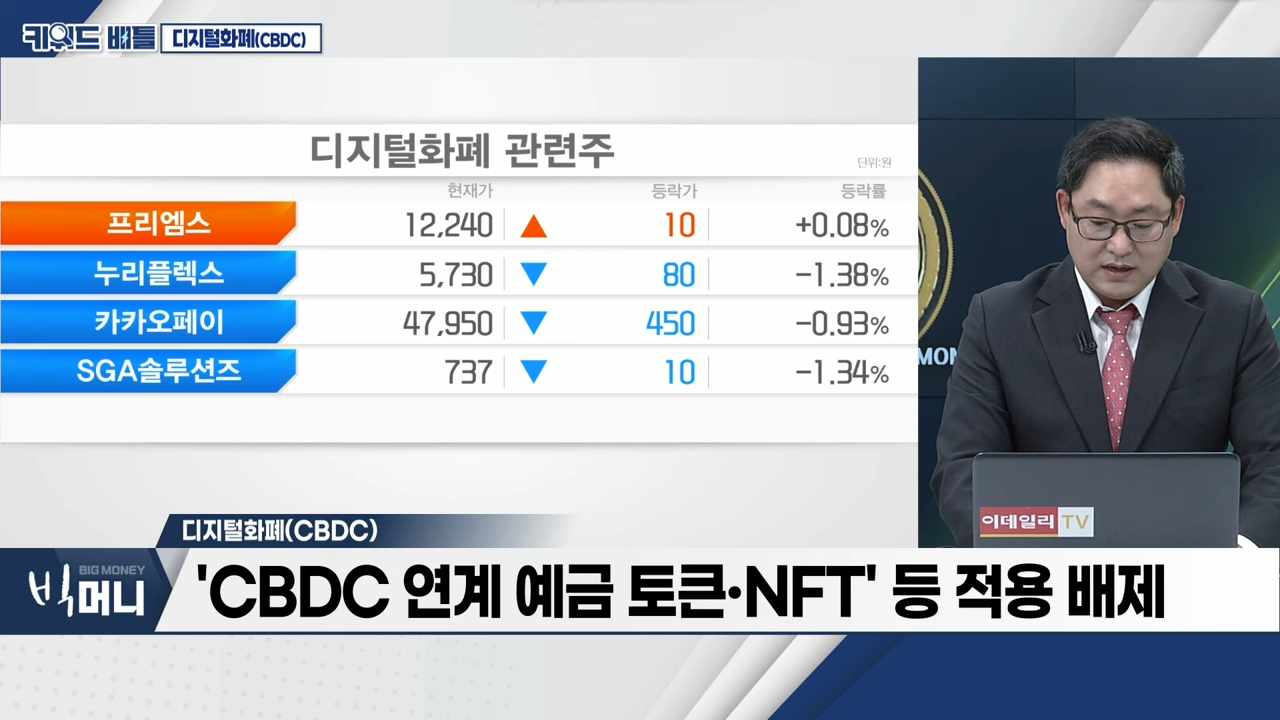 키워드 배틀 디지털화폐(CBDC)
디지털화폐 관련주
단위:원
현재가 등락가 등락률
프리엠스 12,240 ▲ 10 +0.08%
누리플렉스 5,730 ▼ 80 -1.38%
카카오페이 47,950 ▼ 450 -0.93%
SGA솔루션즈 737 ▼ 10 -1.34%
MON
이데일리 TV
디지털화폐(CBDC)
BIG MONEY
빅머니
'CBDC 연계 예금 토큰·NFT' 등 적용 배제